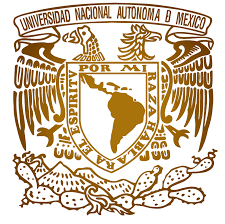 UNIVERSIDAD NACIONAL AUTONOMA D MEXICO
POR MI RAZA HABLARA EL ESPIRITU